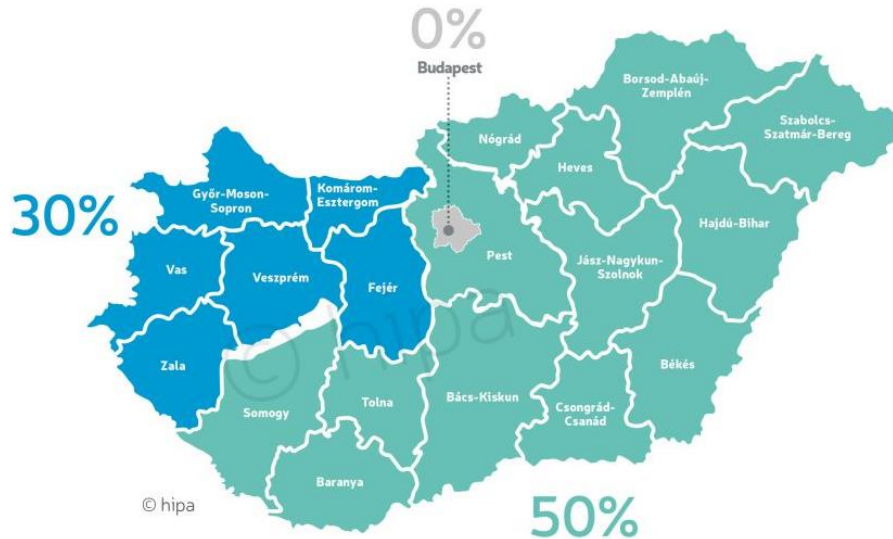 0%
Budapest
Borsod-Abaúj-
Zemplén
Szabolcs-
Szatmár-Bereg
Nógrád
Heves
Győr-Moson-
Sopron
Komárom-
Esztergom
30%
Hajdú-Bihar
Pest
Jász-Nagykun-
Szolnok
Vas
Veszprém
Fejér
Zala
© hipa
Békés
Somogy
Tolna
Bács-Kiskun
Csongrád-
Csanád
Baranya
© hipa
50%